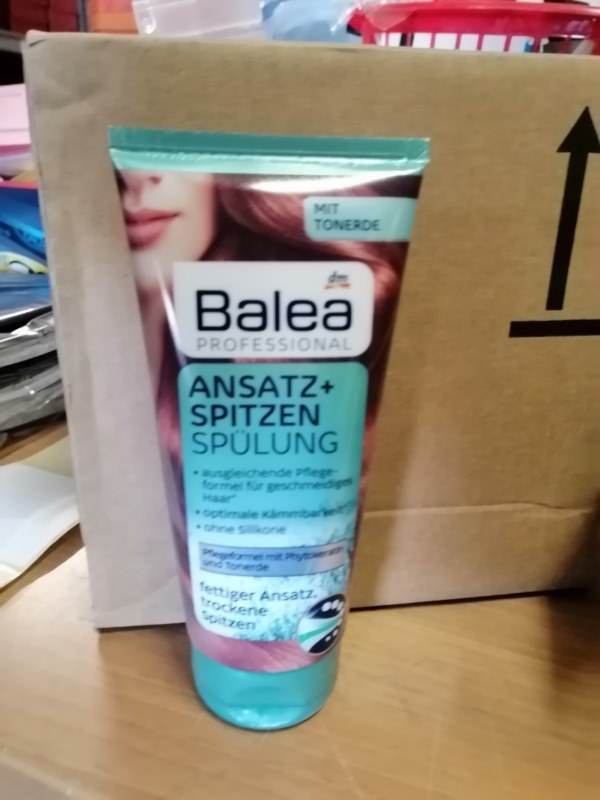 MIT
TONERDE
dm
Balea
PROFESSIONAL
ANSATZ+
SPITZEN
SPÜLUNG
• ausgleichende Pflege-
formel für geschmeidiges
Haar*
• optimale Kämmbarkeit
• ohne Silikone
Pflegeformel mit Phytokeratin
und Tonerde
fettiger Ansatz,
trockene
Spitzen